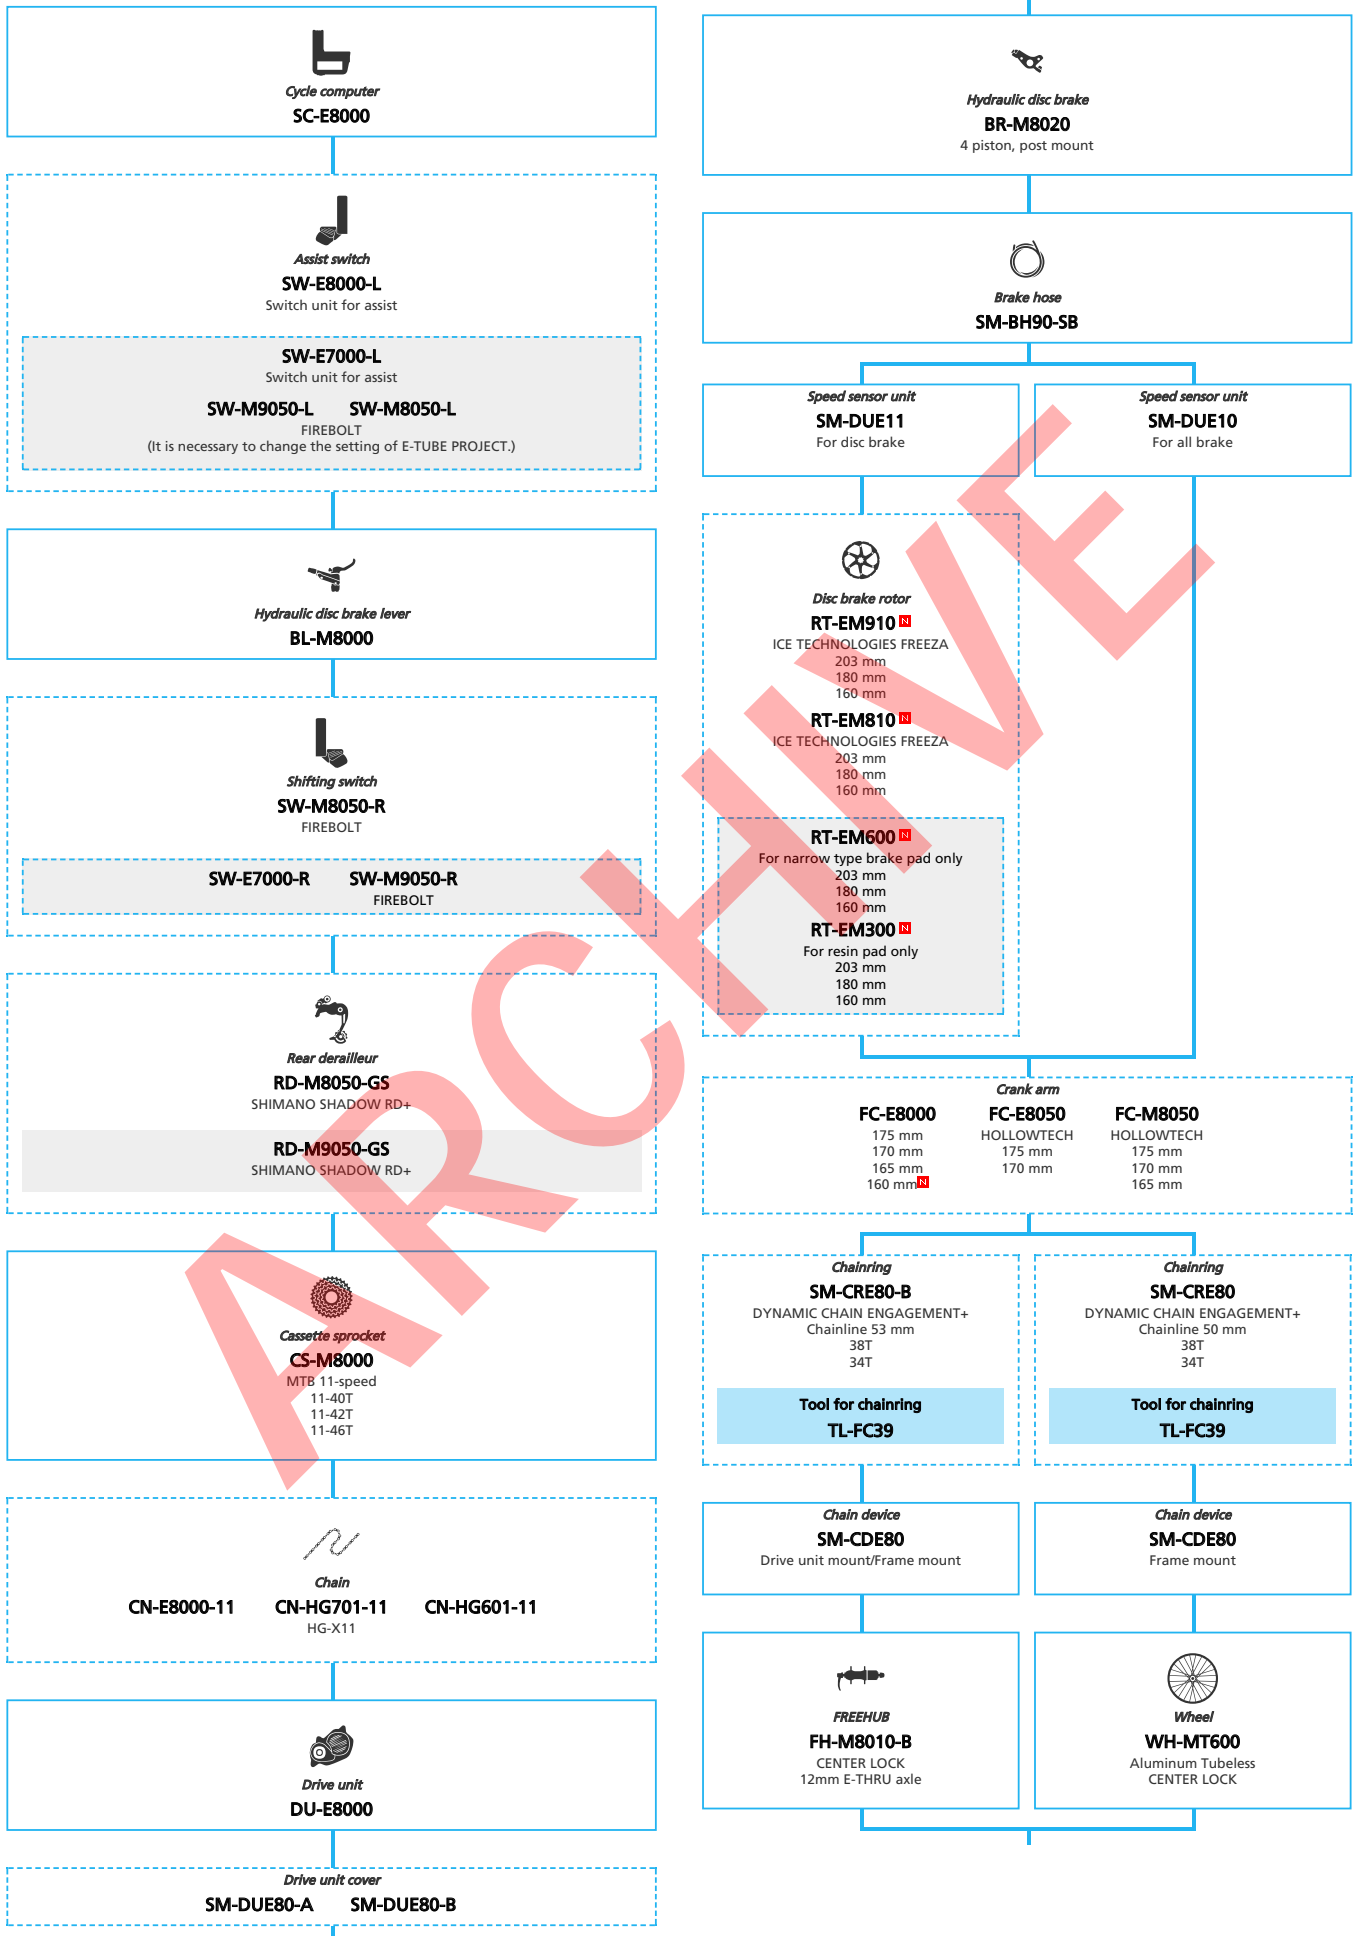 Cycle computer
SC-E8000
Assist switch
SW-E8000-L
Switch unit for assist
SW-E7000-L
Switch unit for assist
SW-M9050-L SW-M8050-L
FIREBOLT
(It is necessary to change the setting of E-TUBE PROJECT.)
Hydraulic disc brake lever
BL-M8000
Shifting switch
SW-M8050-R
FIREBOLT
SW-E7000-R SW-M9050-R
FIREBOLT
Rear derailleur
RD-M8050-GS
SHIMANO SHADOW RD+
RD-M9050-GS
SHIMANO SHADOW RD+
Cassette sprocket
CS-M8000
MTB 11-speed
11-40T
11-42T
11-46T
Chain
CN-E8000-11 CN-HG701-11 CN-HG601-11
HG-X11
Drive unit
DU-E8000
Drive unit cover
SM-DUE80-A SM-DUE80-B
Hydraulic disc brake
BR-M8020
4 piston, post mount
Brake hose
SM-BH90-SB
Speed sensor unit
SM-DUE11
For disc brake
Speed sensor unit
SM-DUE10
For all brake
Disc brake rotor
RT-EM910 N
ICE TECHNOLOGIES FREEZA
203 mm
180 mm
160 mm
RT-EM810 N
ICE TECHNOLOGIES FREEZA
203 mm
180 mm
160 mm
RT-EM600 N
For narrow type brake pad only
203 mm
180 mm
160 mm
RT-EM300 N
For resin pad only
203 mm
180 mm
160 mm
Crank arm
FC-E8000
175 mm
170 mm
165 mm
160 mm N
FC-E8050
HOLLOWTECH
175 mm
170 mm
FC-M8050
HOLLOWTECH
175 mm
170 mm
165 mm
Chainring
SM-CRE80-B
DYNAMIC CHAIN ENGAGEMENT+
Chainline 53 mm
38T
34T
Tool for chainring
TL-FC39
Chainring
SM-CRE80
DYNAMIC CHAIN ENGAGEMENT+
Chainline 50 mm
38T
34T
Tool for chainring
TL-FC39
Chain device
SM-CDE80
Drive unit mount/Frame mount
Chain device
SM-CDE80
Frame mount
FREEHUB
FH-M8010-B
CENTER LOCK
12mm E-THRU axle
Wheel
WH-MT600
Aluminum Tubeless
CENTER LOCK
ARCHIVE